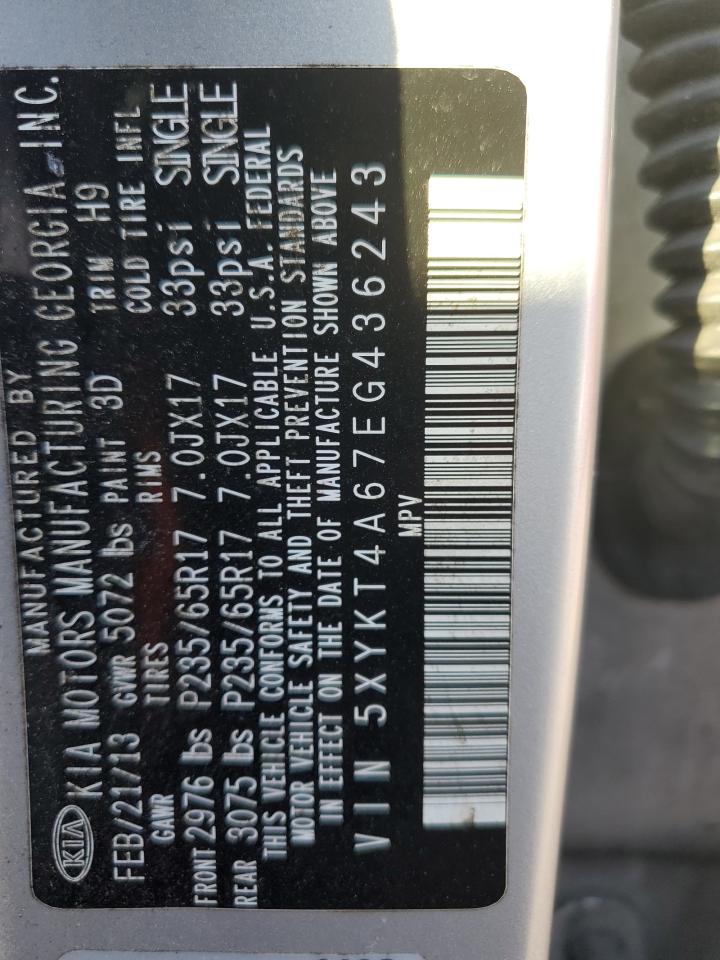 MANUFACTURED BY
KIA KIA MOTORS MANUFACTURING GEORGIA, INC.
FEB/21/13 GVWR 5072 lbs PAINT 3D TRIM H9
GAWR TIRES RIMS COLD TIRE INFL
FRONT 2976 lbs P235/65R17 7.0JX17 33psi SINGLE
REAR 3075 lbs P235/65R17 7.0JX17 33psi SINGLE
THIS VEHICLE CONFORMS TO ALL APPLICABLE U.S.A. FEDERAL
MOTOR VEHICLE SAFETY AND THEFT PREVENTION STANDARDS
IN EFFECT ON THE DATE OF MANUFACTURE SHOWN ABOVE
VIN 5XYKT4A67EG436243
MPV